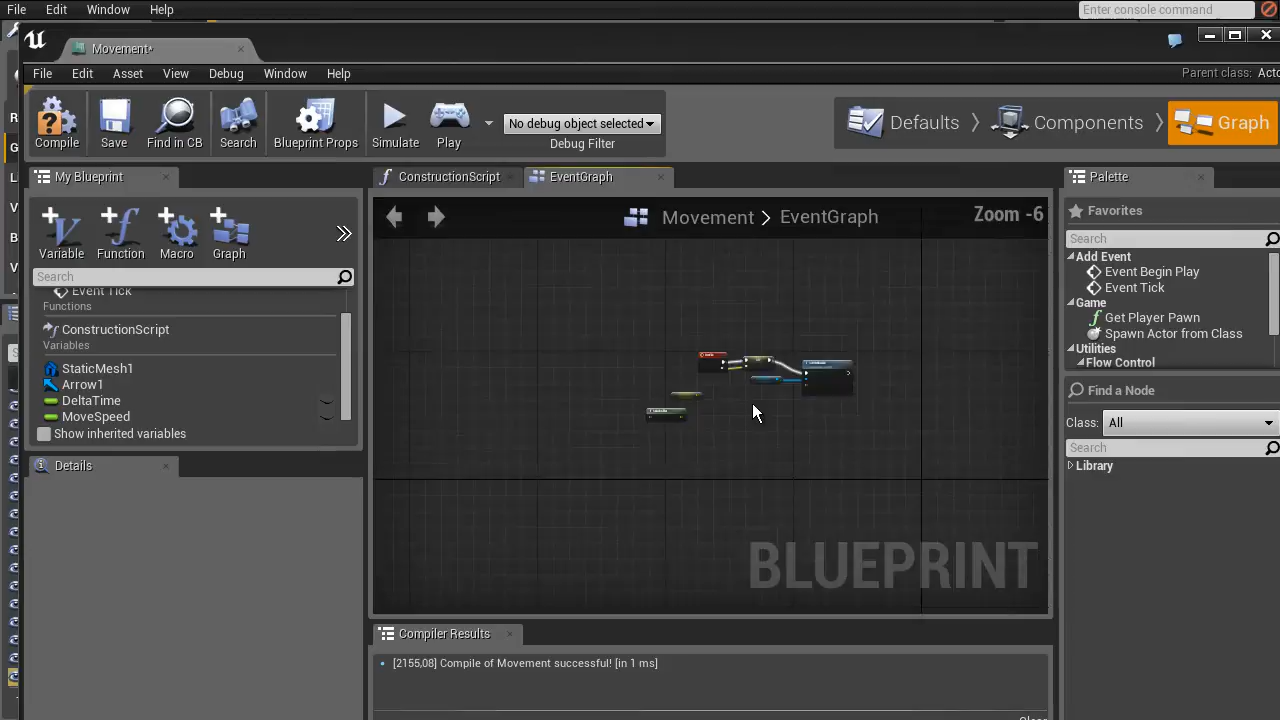 File Edit Window Help
Enter console command
Movement*
File Edit Asset View Debug Window Help
Parent class:
Compile
Save
Find in CB
Search
Blueprint Props
Simulate
Play
No debug object selected
Debug Filter
Defaults
Components
Graph
My Blueprint
ConstructionScript
EventGraph
Palette
Variable
Function
Macro
Graph
Search
Event Tick
Functions
ConstructionScript
Variables
StaticMesh1
Arrow1
DeltaTime
MoveSpeed
Show inherited variables
Details
Movement > EventGraph
Zoom -6
BLUEPRINT
Compiler Results
[2155,08] Compile of Movement successful! [in 1 ms]
Favorites
Search
Add Event
Event Begin Play
Event Tick
Game
Get Player Pawn
Spawn Actor from Class
Utilities
Flow Control
Find a Node
Class: All
Search
Library